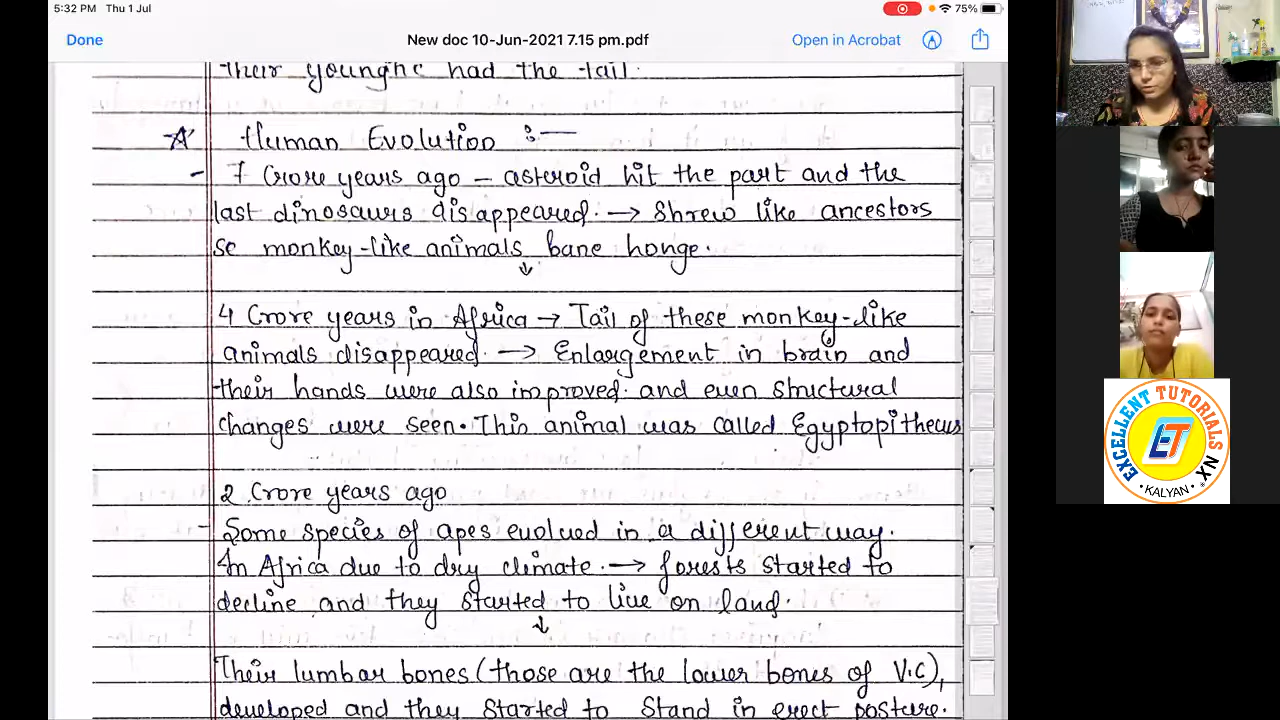 5:32 PM Thu 1 Jul
75%
Done
New doc 10-Jun-2021 7.15 pm.pdf
Open in Acrobat
Their younghe had the tail.
Human Evolution :—
- 7 Crore years ago - asteroid hit the part and the
last dinosaurs disappeared. → Shrew like ancestors
se monkey-like animals bane honge.
↓
4 Crore years in Africa → Tail of these monkey-like
animals disappeared. → Enlargement in brain and
their hands were also improved. and even structural
changes were seen. This animal was called Egyptopithecus
2 Crore years ago
- Some species of apes evolved in a different way.
In Africa due to dry climate. → forests started to
decline and they started to live on land.
↓
Their lumbar bones (those are the lower bones of V.C),
developed and they started to stand in erect posture.
EXCELLENT TUTORIALS NX
ET
• KALYAN •